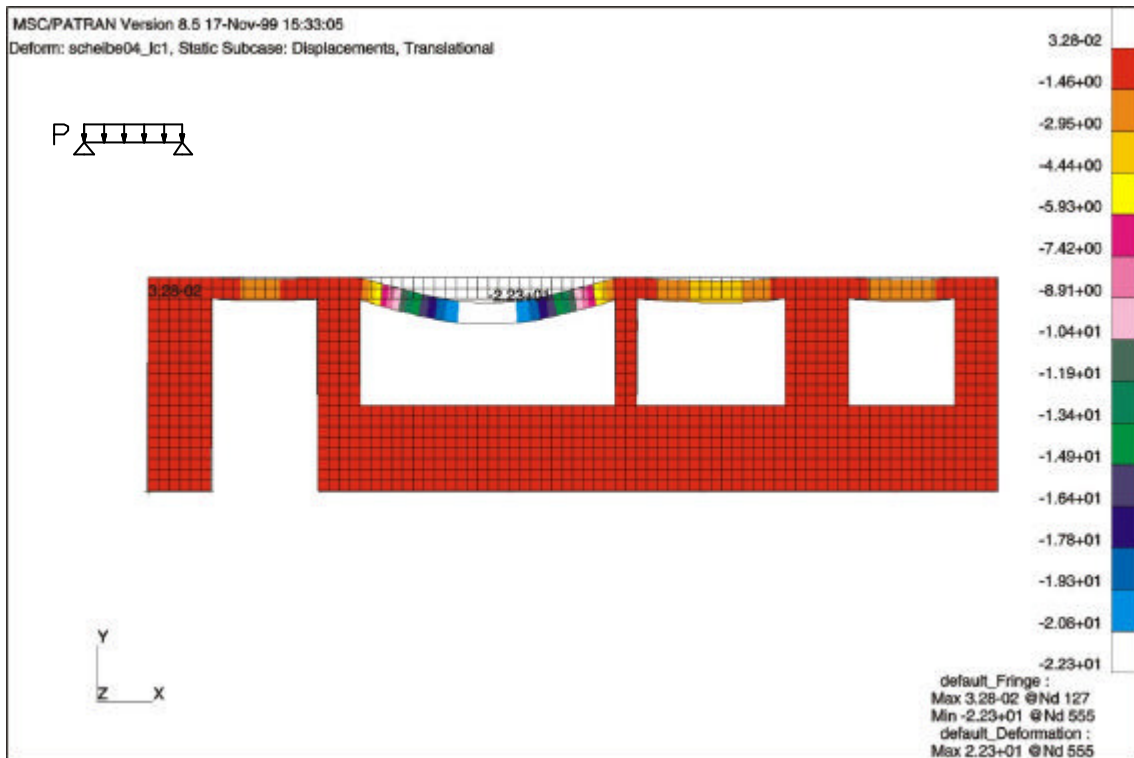 MSC/PATRAN Version 8.5 17-Nov-99 15:33:05
Deform: scheibe04_lc1, Static Subcase: Displacements, Translational
P
3.28-02
-1.46+00
-2.95+00
-4.44+00
-5.93+00
-7.42+00
-8.91+00
-1.04+01
-1.19+01
-1.34+01
-1.49+01
-1.64+01
-1.78+01
-1.93+01
-2.08+01
-2.23+01
3.28-02
-2.23+01
Y
Z X
default_Fringe :
Max 3.28-02 @Nd 127
Min -2.23+01 @Nd 555
default_Deformation :
Max 2.23+01 @Nd 555